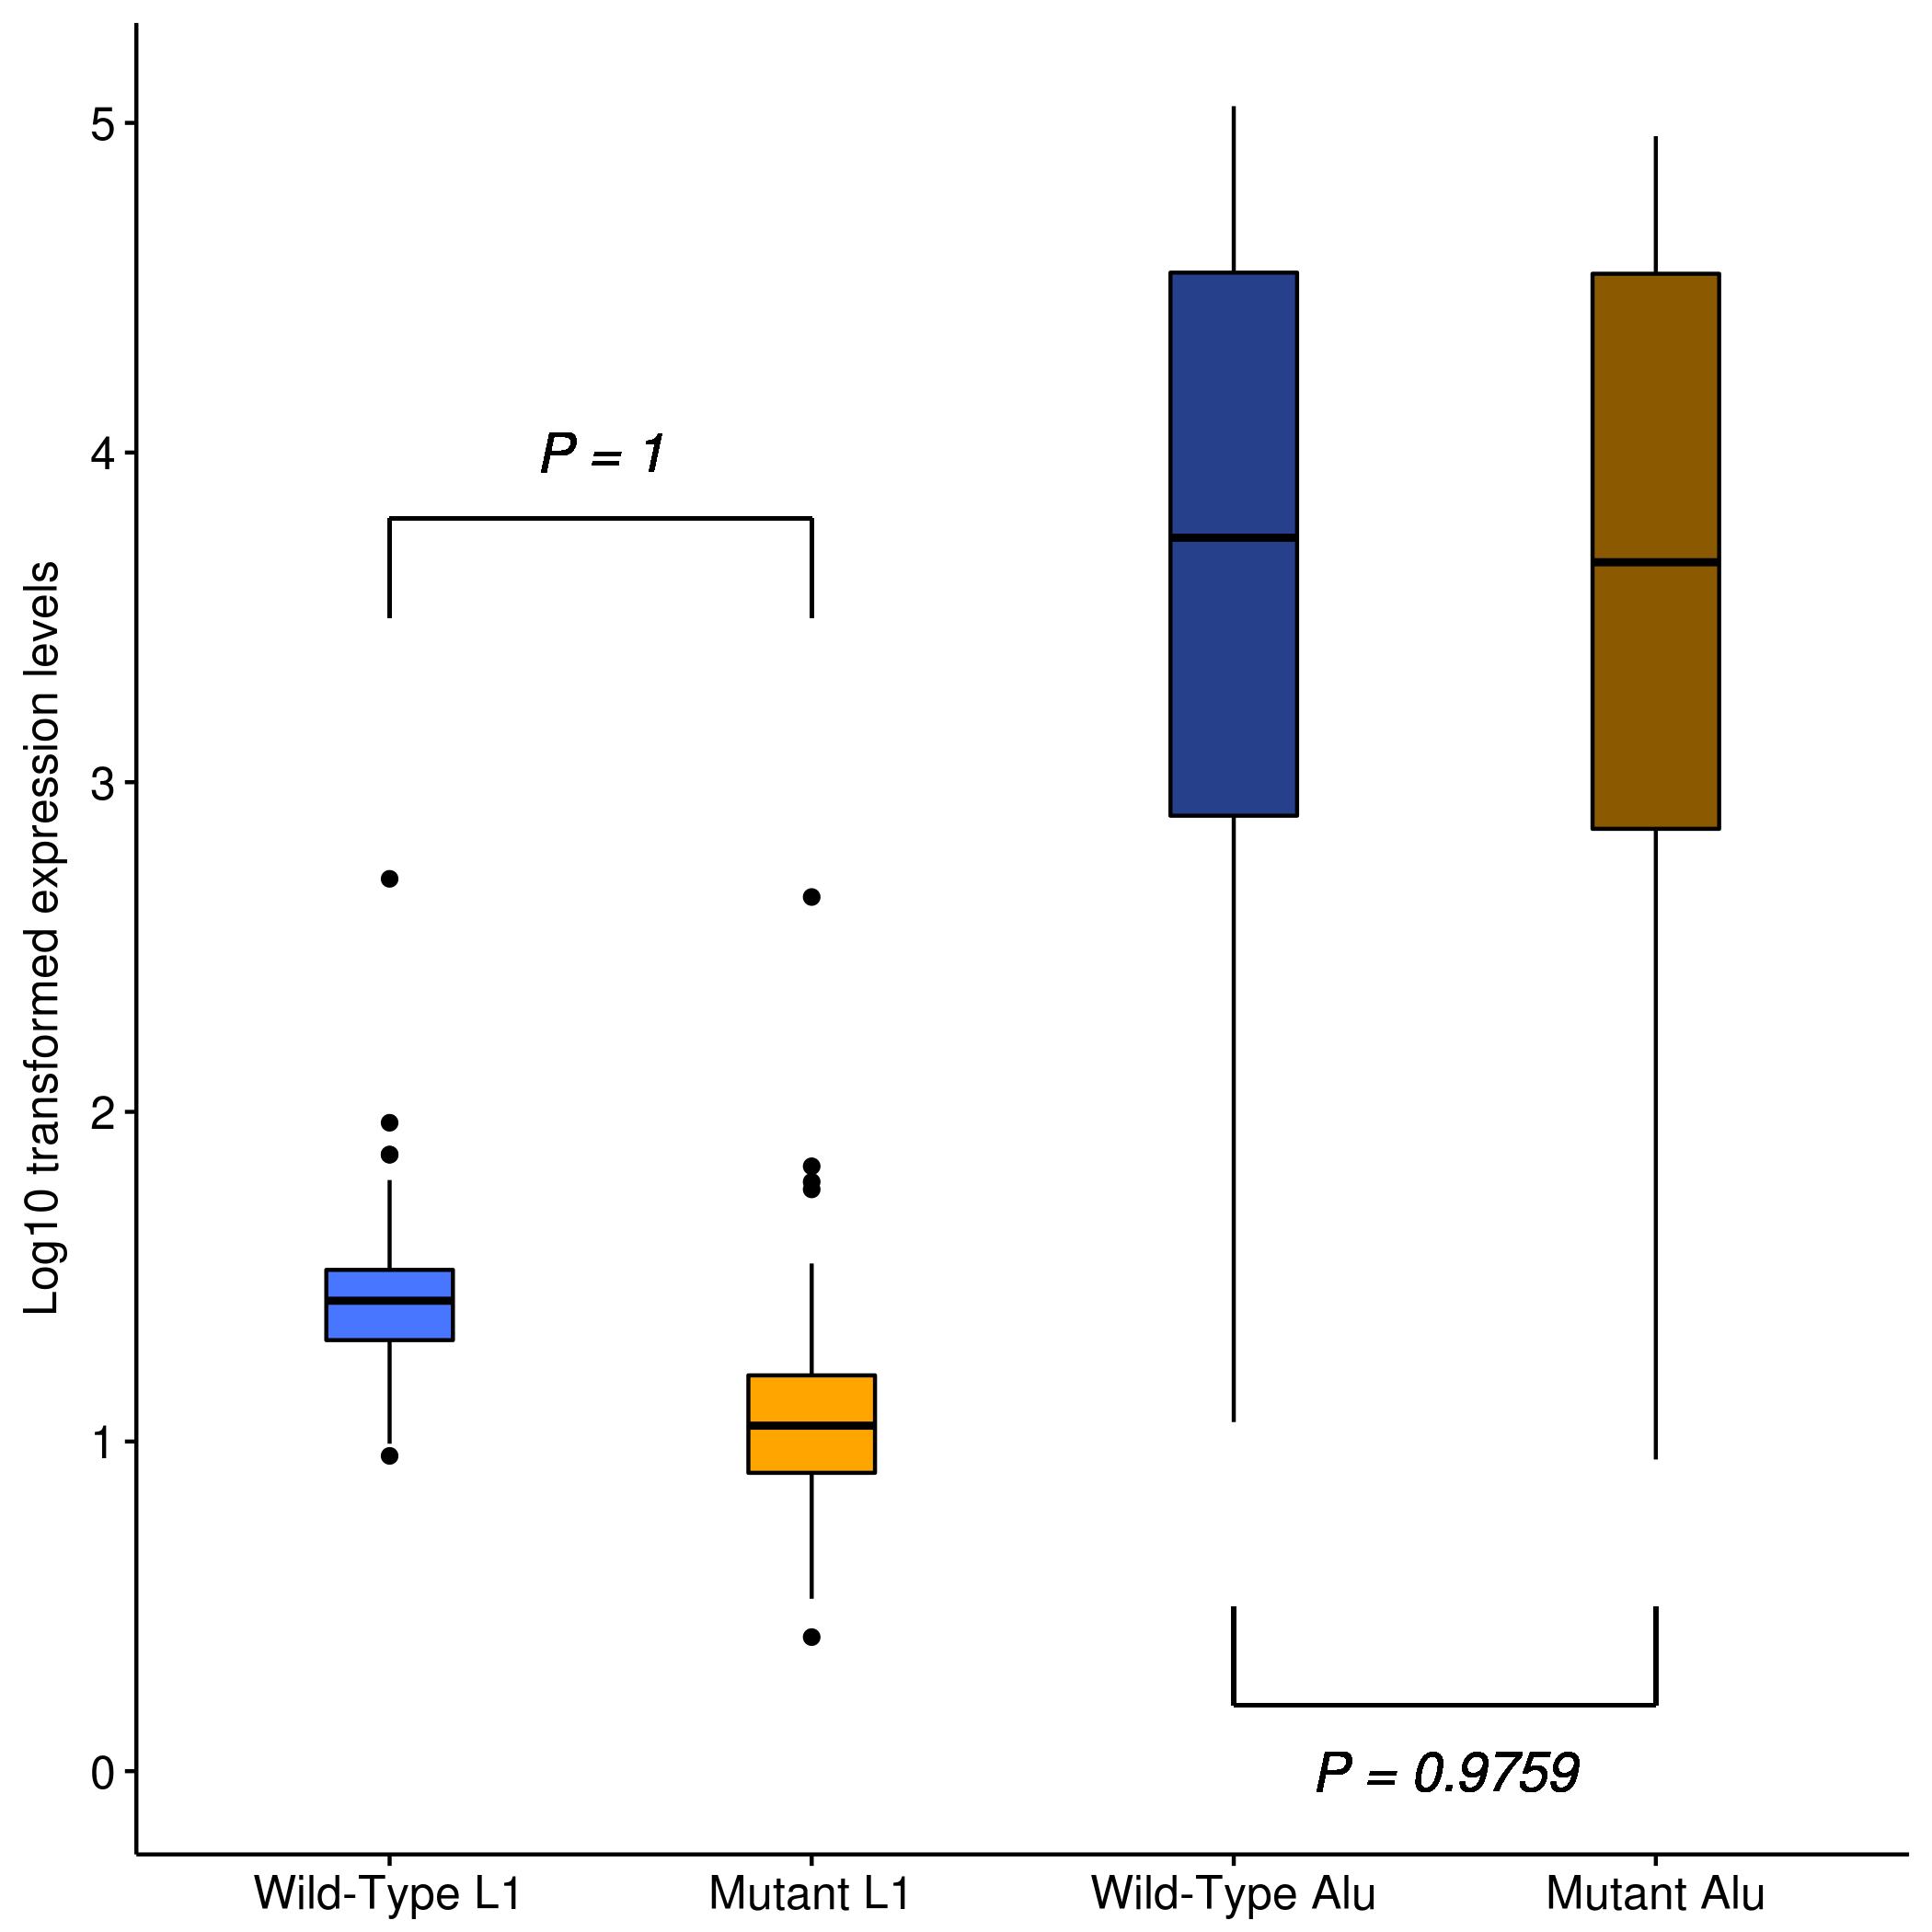 Log10 transformed expression levels
5
4
3
2
1
0
P = 1
P = 0.9759
Wild-Type L1
Mutant L1
Wild-Type Alu
Mutant Alu